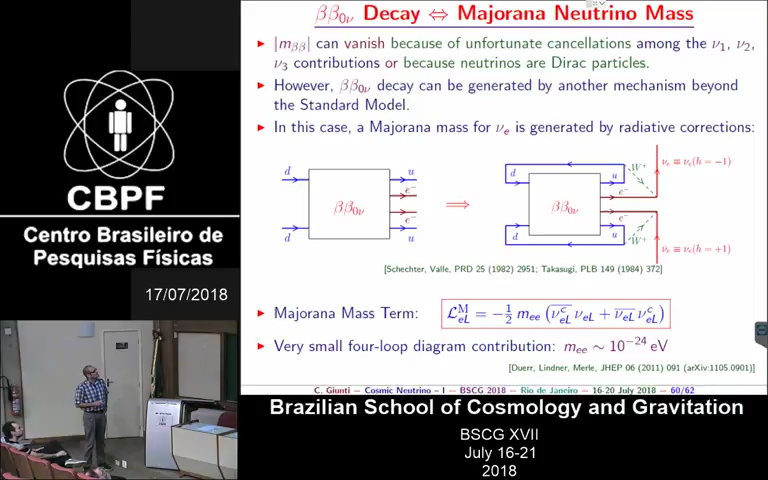 ββ₀ν Decay ⇔ Majorana Neutrino Mass
▶ |mββ| can vanish because of unfortunate cancellations among the ν₁, ν₂,
ν₃ contributions or because neutrinos are Dirac particles.
▶ However, ββ₀ν decay can be generated by another mechanism beyond
the Standard Model.
▶ In this case, a Majorana mass for νe is generated by radiative corrections:
d
u
e⁻
ββ₀ν
e⁻
d
u
⟹
d
u
W⁺
νe ≡ νe(h = −1)
e⁻
ββ₀ν
e⁻
d
u
W⁺
νe ≡ νe(h = +1)
[Schechter, Valle, PRD 25 (1982) 2951; Takasugi, PLB 149 (1984) 372]
▶ Majorana Mass Term: ℒᴹeL = −½ mee (ν̄ᶜeL νeL + ν̄eL νᶜeL)
▶ Very small four-loop diagram contribution: mee ∼ 10⁻²⁴ eV
[Duerr, Lindner, Merle, JHEP 06 (2011) 091 (arXiv:1105.0901)]
C. Giunti − Cosmic Neutrino − I − BSCG 2018 − Rio de Janeiro − 16-20 July 2018 − 60/62
CBPF
Centro Brasileiro de
Pesquisas Físicas
17/07/2018
Brazilian School of Cosmology and Gravitation
BSCG XVII
July 16-21
2018